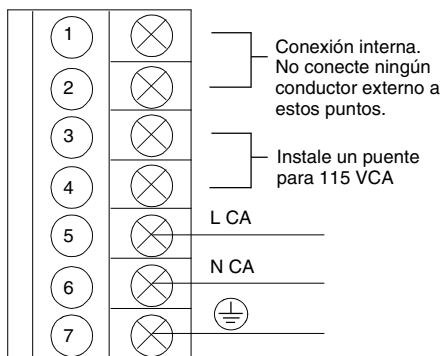 1
Conexión interna.
No conecte ningún
conductor externo a
estos puntos.
2
3
Instale un puente
para 115 VCA
4
L CA
5
N CA
6
7